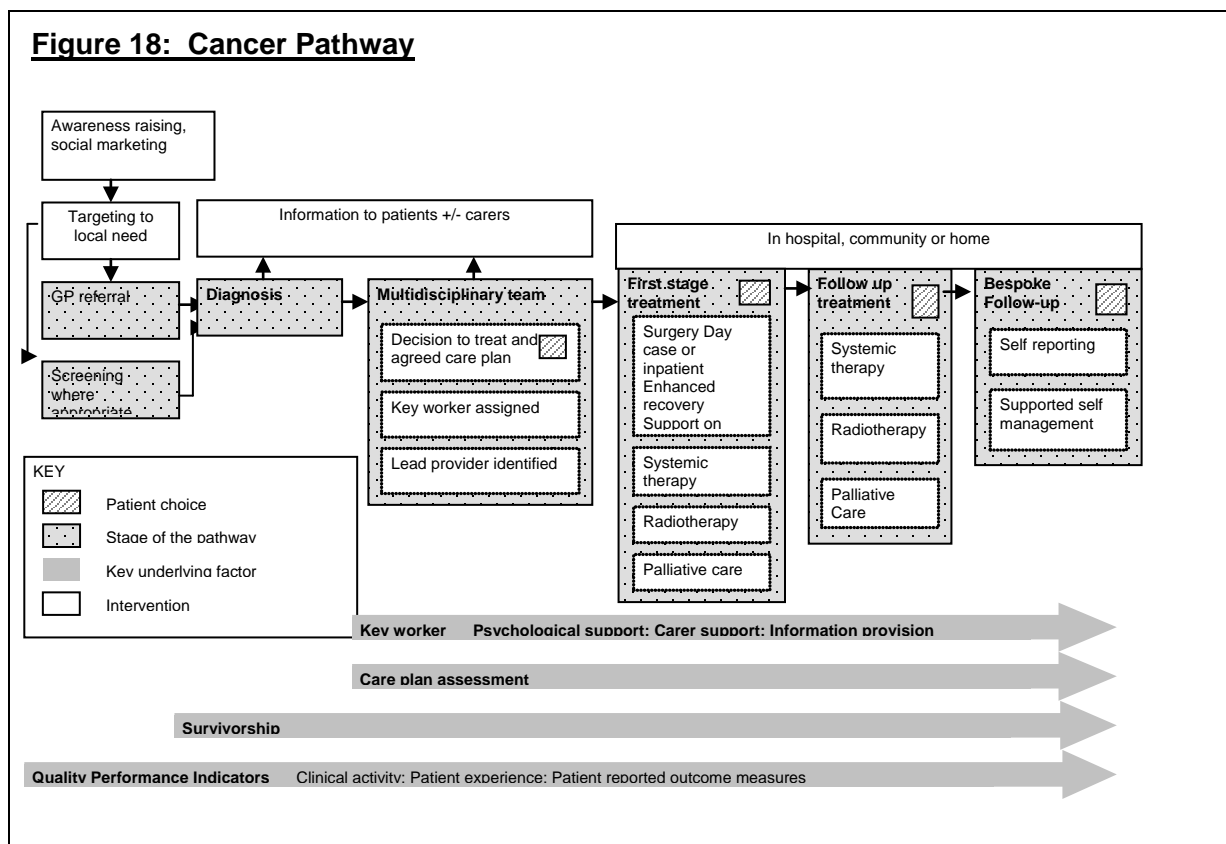 Figure 18: Cancer Pathway
Awareness raising,
social marketing
Targeting to
local need
Information to patients +/- carers
In hospital, community or home
GP referral
Screening
where
appropriate
Diagnosis
Multidisciplinary team
Decision to treat and
agreed care plan
Key worker assigned
Lead provider identified
First stage
treatment
Surgery Day
case or
inpatient
Enhanced
recovery
Support on
Systemic
therapy
Radiotherapy
Palliative care
Follow up
treatment
Systemic
therapy
Radiotherapy
Palliative
Care
Bespoke
Follow-up
Self reporting
Supported self
management
KEY
Patient choice
Stage of the pathway
Key underlying factor
Intervention
Key worker Psychological support: Carer support: Information provision
Care plan assessment
Survivorship
Quality Performance Indicators Clinical activity: Patient experience: Patient reported outcome measures